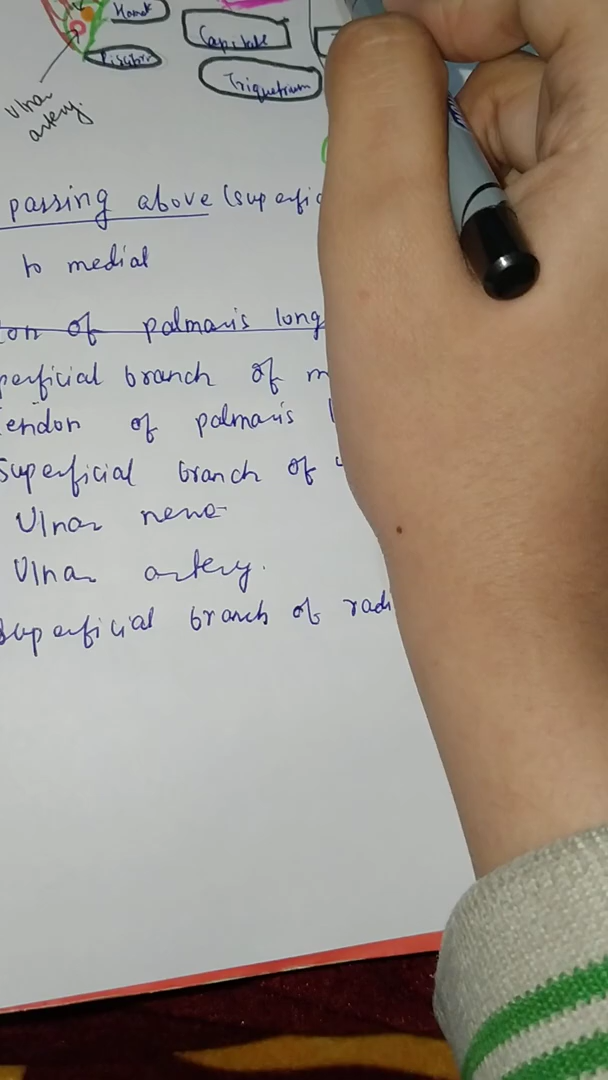 Hamate
Capitate
Pisiform
Triquetrum
Ulnar
artery.
passing above (superfic
to medial
on of palmaris long
perficial branch of m
endon of palmaris l
superficial branch of u
Ulnar nerve
Ulnar artery.
superficial branch of radi